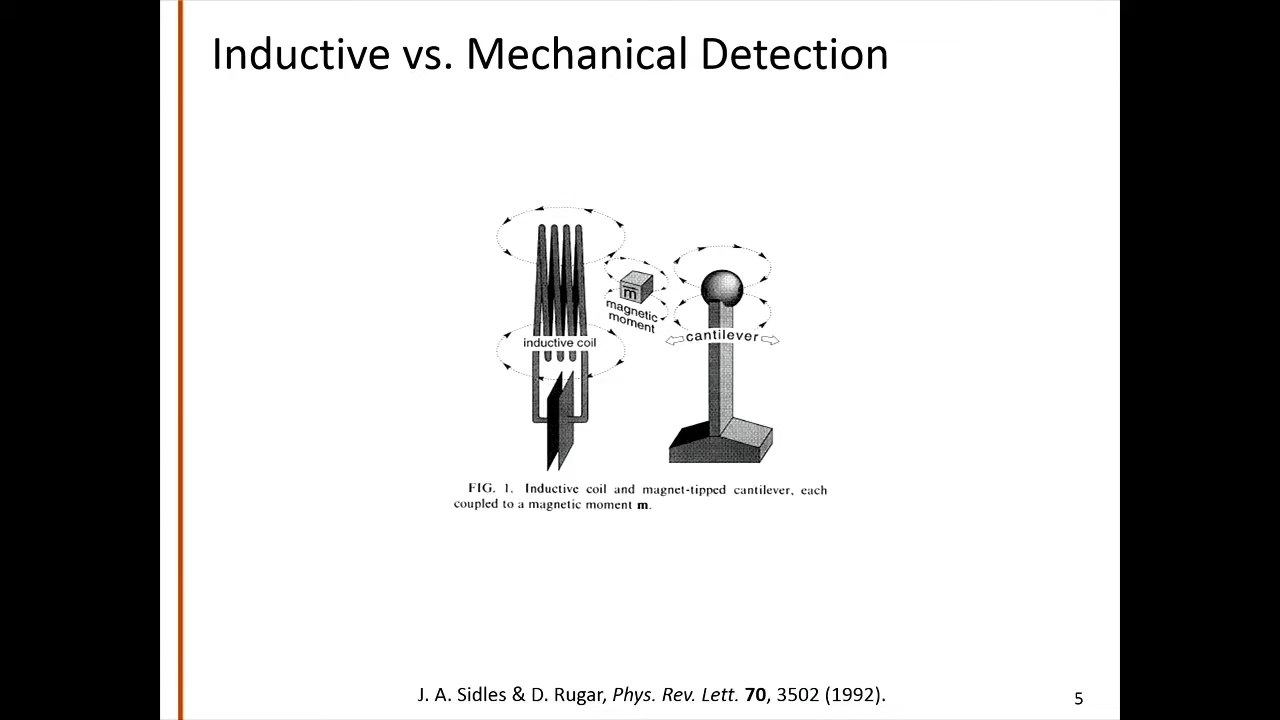 Inductive vs. Mechanical Detection
m
magnetic
moment
inductive coil
cantilever
FIG. 1. Inductive coil and magnet-tipped cantilever, each
coupled to a magnetic moment m.
J. A. Sidles & D. Rugar, Phys. Rev. Lett. 70, 3502 (1992).
5